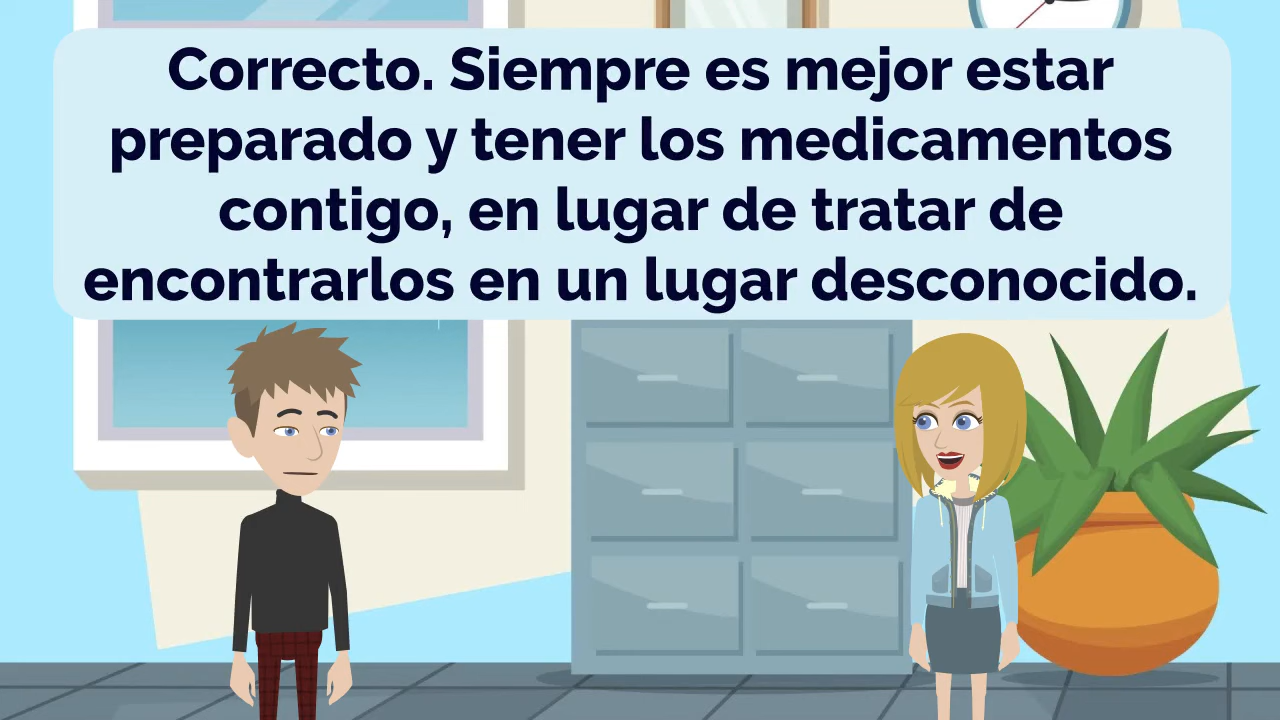 Correcto. Siempre es mejor estar
preparado y tener los medicamentos
contigo, en lugar de tratar de
encontrarlos en un lugar desconocido.